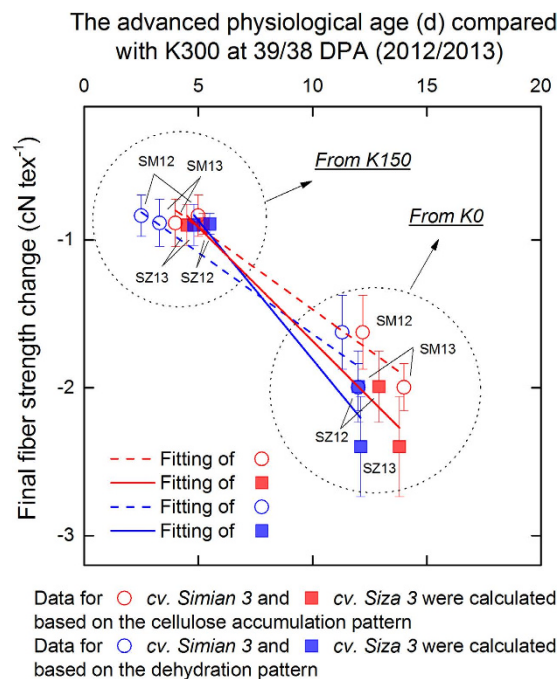 The advanced physiological age (d) compared
with K300 at 39/38 DPA (2012/2013)
0 5 10 15 20
Final fiber strength change (cN tex⁻¹)
-1
-2
-3
SM12
SM13
SZ13
SZ12
From K150
From K0
SM12
SM13
SZ12
SZ13
Fitting of
Fitting of
Fitting of
Fitting of
Data for cv. Simian 3 and cv. Siza 3 were calculated
based on the cellulose accumulation pattern
Data for cv. Simian 3 and cv. Siza 3 were calculated
based on the dehydration pattern